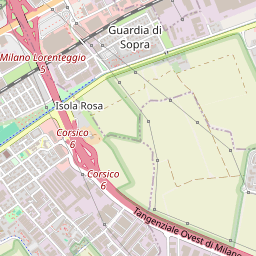 Guardia di
Sopra
Milano Lorenteggio
5
Isola Rosa
Corsico
6
Corsico
6
Tangenziale Ovest di Milano